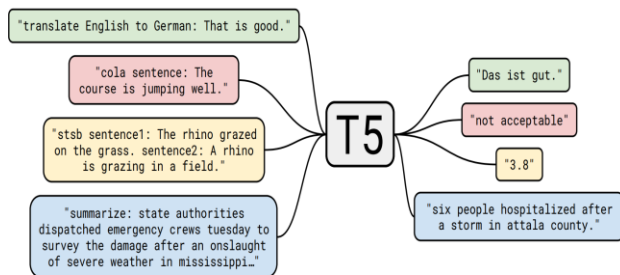 "translate English to German: That is good."
"cola sentence: The
course is jumping well."
"stsb sentence1: The rhino grazed
on the grass. sentence2: A rhino
is grazing in a field."
"summarize: state authorities
dispatched emergency crews tuesday to
survey the damage after an onslaught
of severe weather in mississippi…"
T5
"Das ist gut."
"not acceptable"
"3.8"
"six people hospitalized after
a storm in attala county."